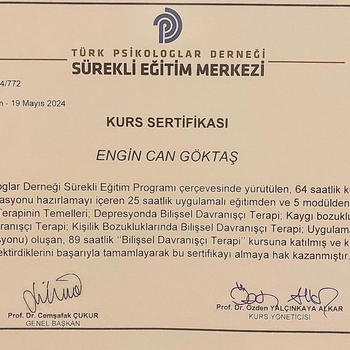 TÜRK PSİKOLOGLAR DERNEĞİ
SÜREKLİ EĞİTİM MERKEZİ
4/772
- 19 Mayıs 2024
KURS SERTİFİKASI
ENGİN CAN GÖKTAŞ
glar Derneği Sürekli Eğitim Programı çerçevesinde yürütülen, 64 saatlik k
asyonu hazırlamayı içeren 25 saatlik uygulamalı eğitimden ve 5 modülden
Terapinin Temelleri; Depresyonda Bilişsel Davranışçı Terapi; Kaygı bozuklu
anışçı Terapi; Kişilik Bozukluklarında Bilişsel Davranışçı Terapi; Uygulam
syonu) oluşan, 89 saatlik “Bilişsel Davranışçı Terapi” kursuna katılmış ve k
ektirdiklerini başarıyla tamamlayarak bu sertifikayı almaya hak kazanmıştır.
Prof. Dr. Cemşafak ÇUKUR
GENEL BAŞKAN
Prof. Dr. Özden YALÇINKAYA ALKAR
KURS YÖNETİCİSİ